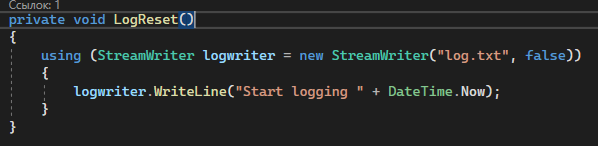 Ссылок: 1
private void LogReset()
{
    using (StreamWriter logwriter = new StreamWriter("log.txt", false))
    {
        logwriter.WriteLine("Start logging " + DateTime.Now);
    }
}